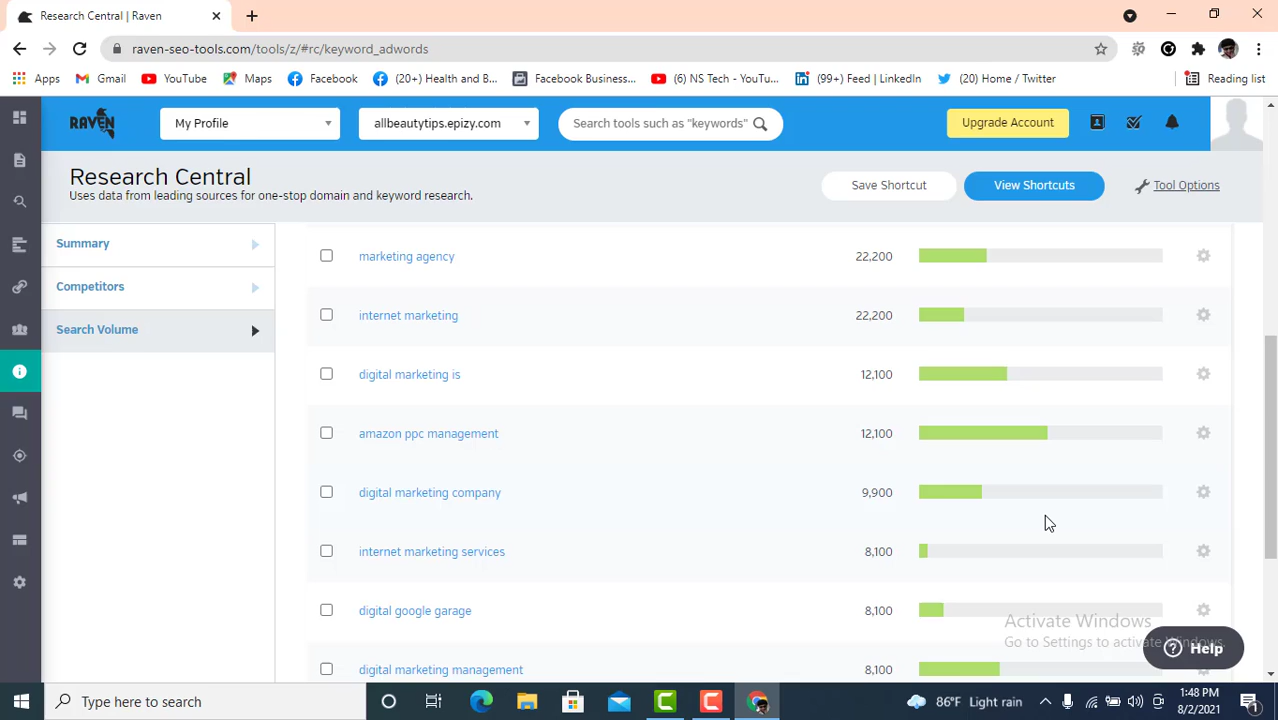 Research Central | Raven
raven-seo-tools.com/tools/z/#rc/keyword_adwords
Apps
Gmail
YouTube
Maps
Facebook
(20+) Health and B...
Facebook Business...
(6) NS Tech - YouTu...
(99+) Feed | LinkedIn
(20) Home / Twitter
Reading list
RAVEN
My Profile
allbeautytips.epizy.com
Search tools such as "keywords"
Upgrade Account
Research Central
Uses data from leading sources for one-stop domain and keyword research.
Save Shortcut
View Shortcuts
Tool Options
Summary
Competitors
Search Volume
marketing agency 22,200
internet marketing 22,200
digital marketing is 12,100
amazon ppc management 12,100
digital marketing company 9,900
internet marketing services 8,100
digital google garage 8,100
digital marketing management 8,100
Activate Windows
Go to Settings to activate Windows.
Help
Type here to search
86°F Light rain
1:48 PM
8/2/2021
1